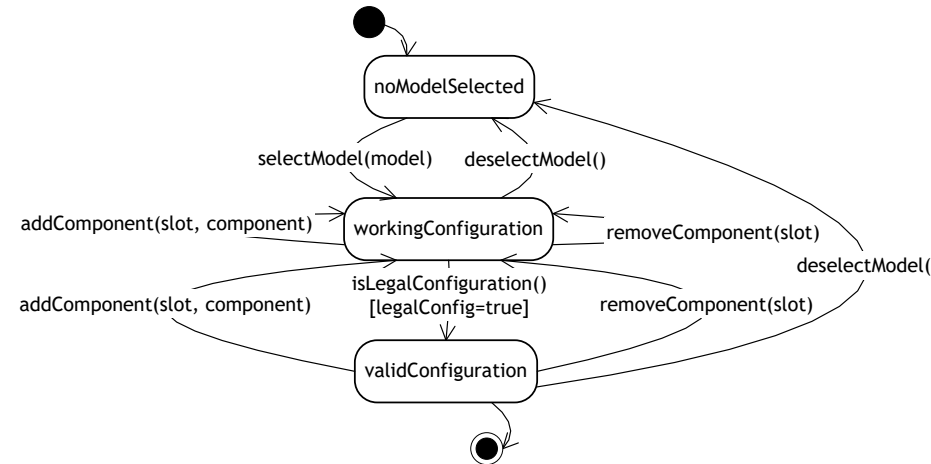 noModelSelected
selectModel(model)
deselectModel()
addComponent(slot, component)
workingConfiguration
removeComponent(slot)
deselectModel(
addComponent(slot, component)
isLegalConfiguration()
[legalConfig=true]
removeComponent(slot)
validConfiguration